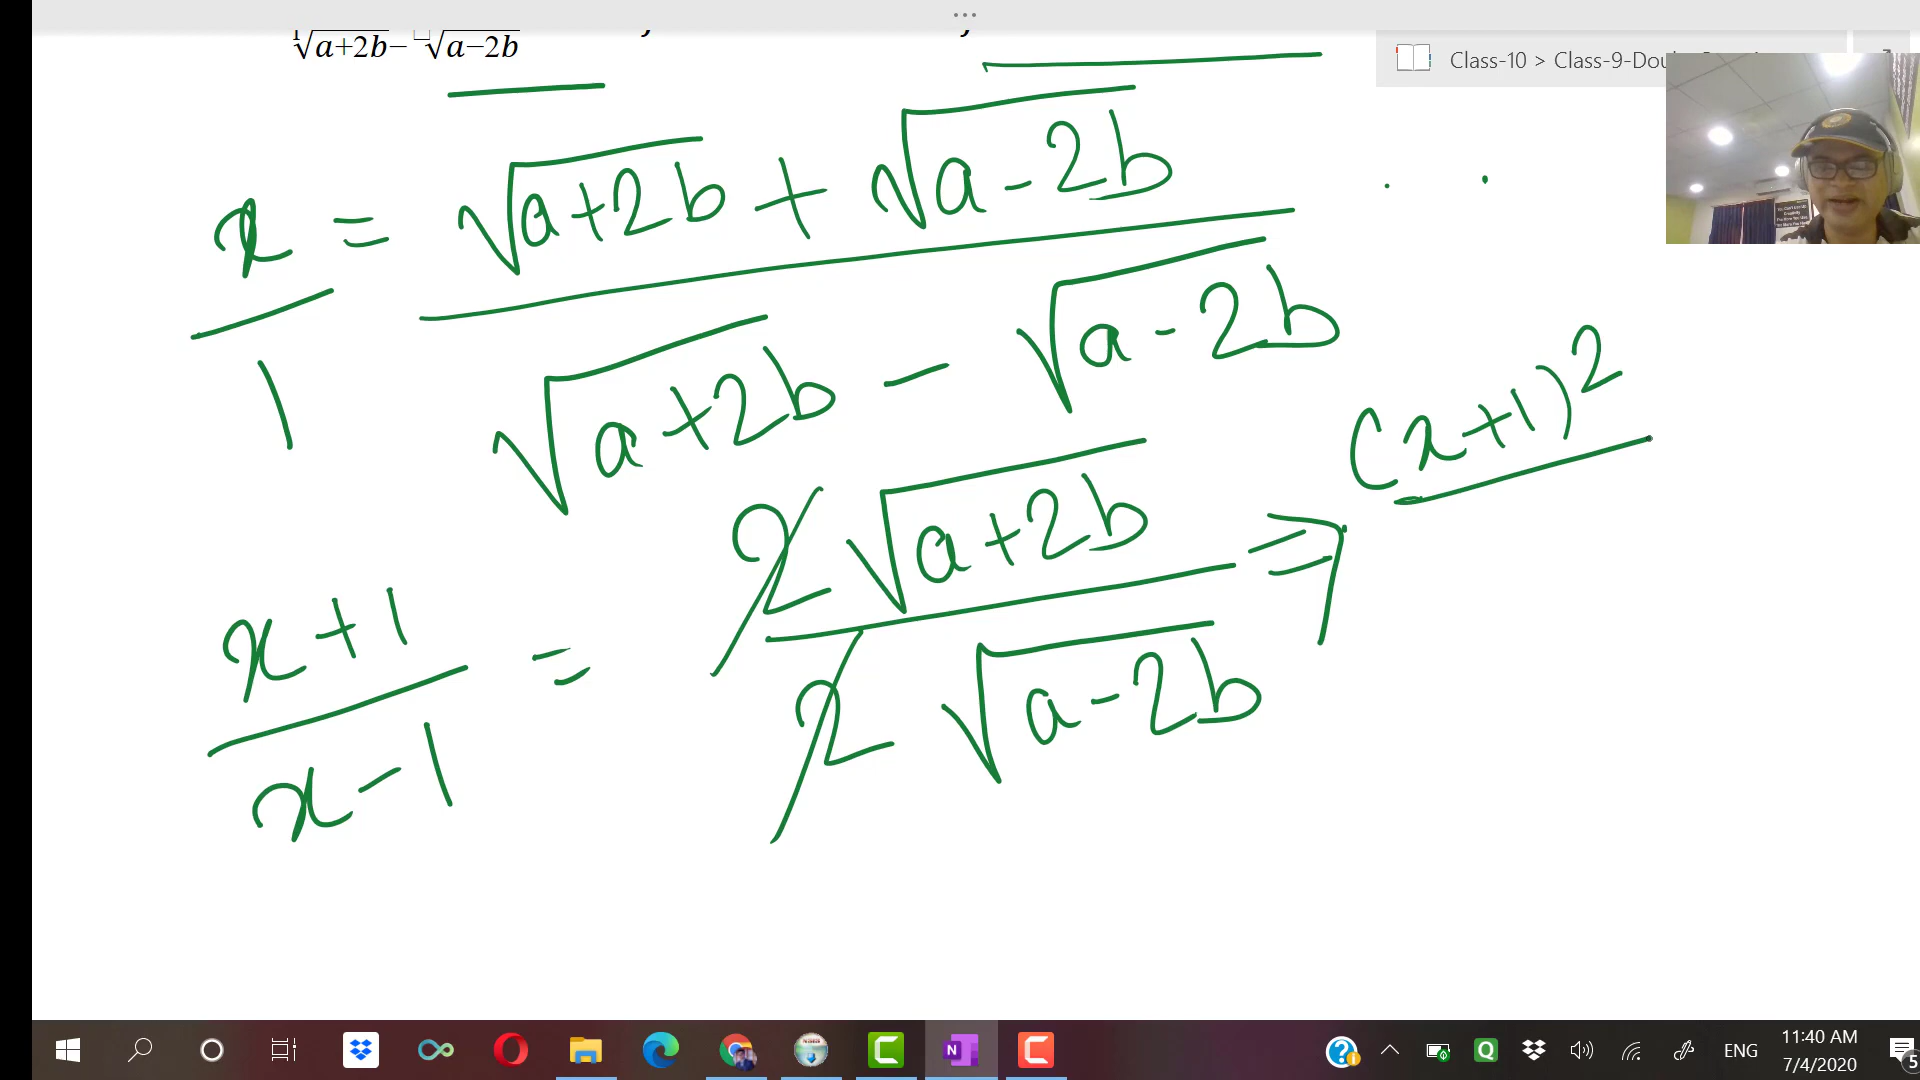 √a+2b− √a−2b
Class-10 > Class-9-Dou
x/1 = (√a+2b + √a-2b)/(√a+2b - √a-2b)
(x+1)²
(x+1)/(x-1) = 2√a+2b/2√a-2b ⇒
ENG
11:40 AM
7/4/2020
5